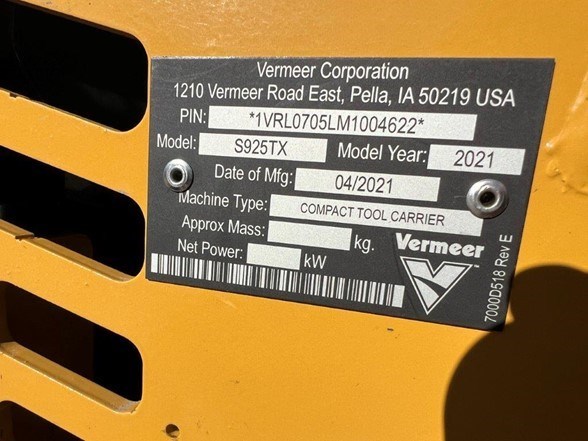 Vermeer Corporation
1210 Vermeer Road East, Pella, IA 50219 USA
PIN: *1VRL0705LM1004622*
Model: S925TX Model Year: 2021
Date of Mfg: 04/2021
Machine Type: COMPACT TOOL CARRIER
Approx Mass: kg.
Net Power: kW
Vermeer
7000D518 Rev E